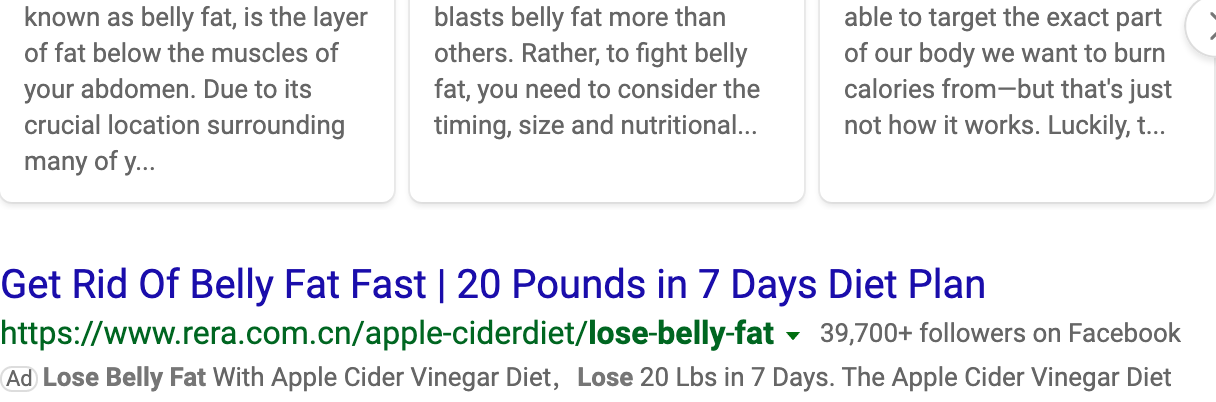 known as belly fat, is the layer
of fat below the muscles of
your abdomen. Due to its
crucial location surrounding
many of y...
blasts belly fat more than
others. Rather, to fight belly
fat, you need to consider the
timing, size and nutritional...
able to target the exact part
of our body we want to burn
calories from—but that's just
not how it works. Luckily, t...
Get Rid Of Belly Fat Fast | 20 Pounds in 7 Days Diet Plan
https://www.rera.com.cn/apple-ciderdiet/lose-belly-fat 39,700+ followers on Facebook
Ad Lose Belly Fat With Apple Cider Vinegar Diet, Lose 20 Lbs in 7 Days. The Apple Cider Vinegar Diet